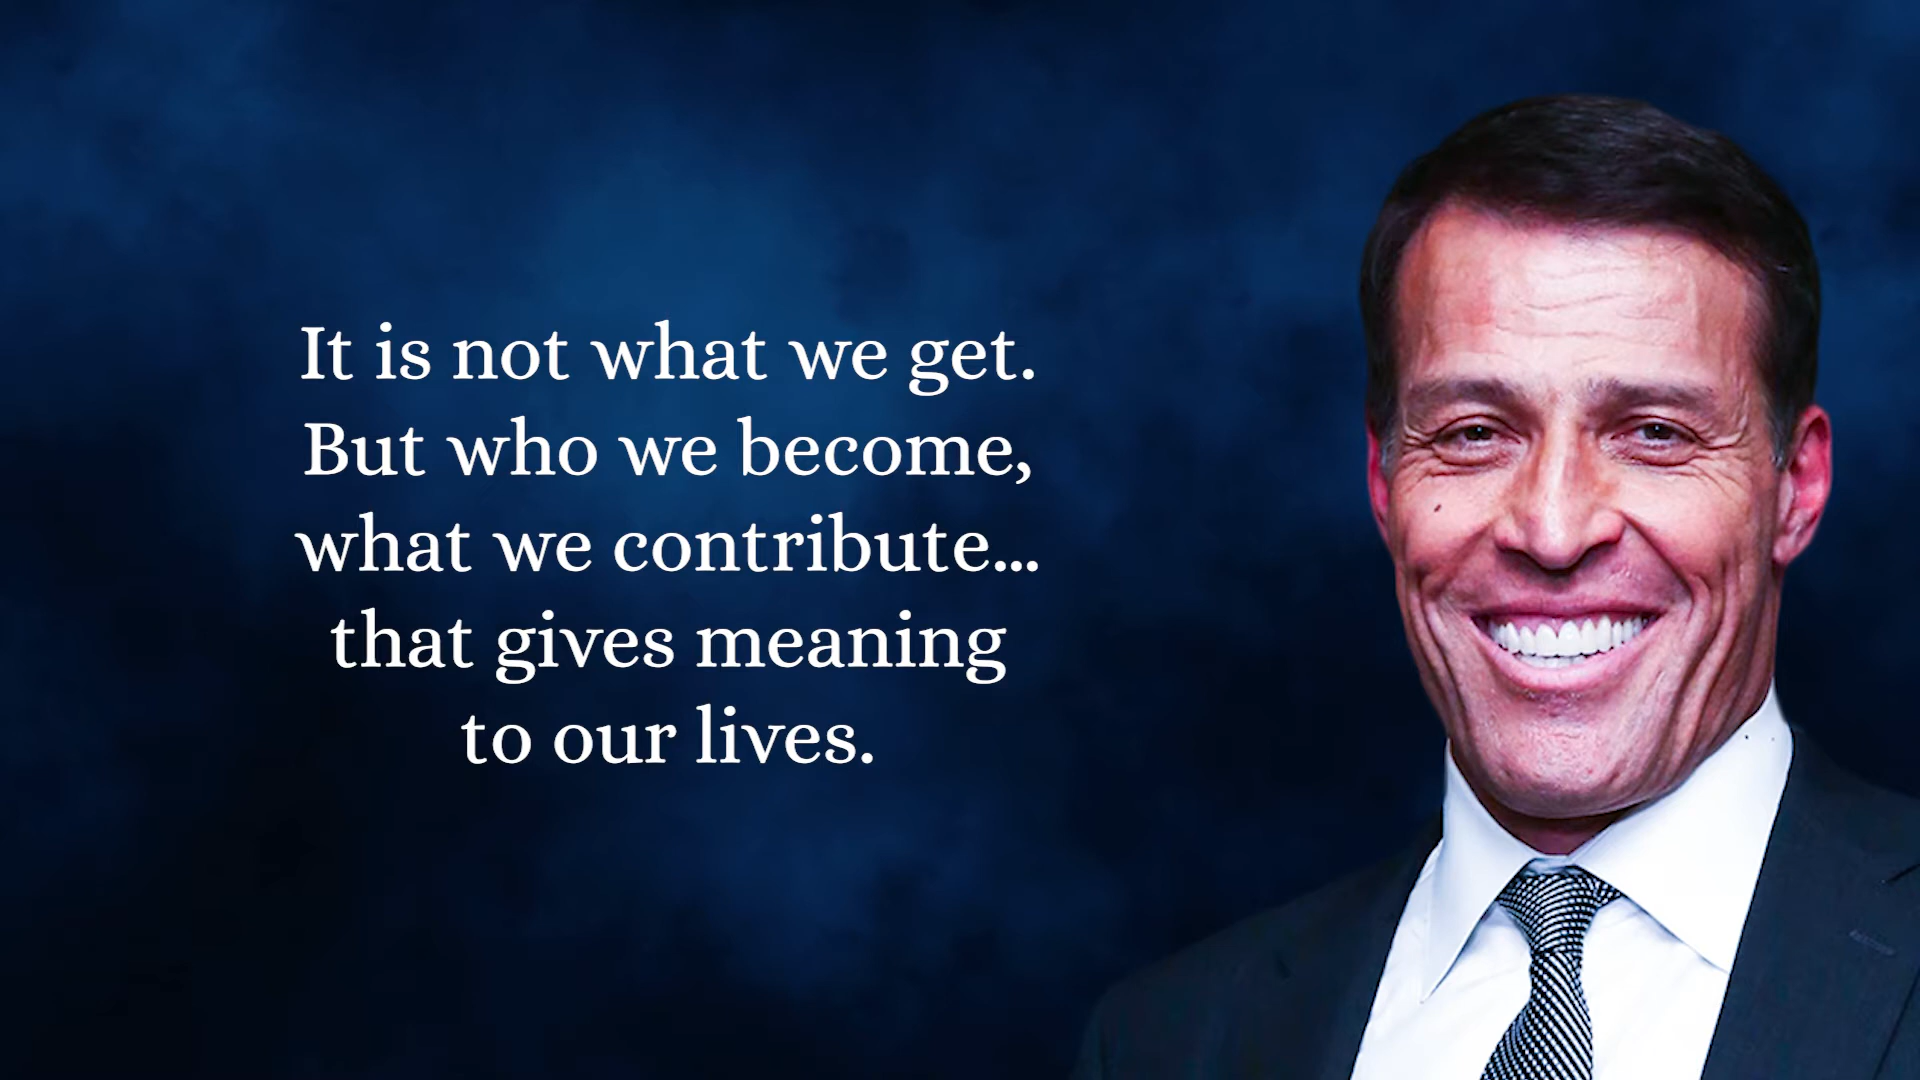 It is not what we get.
But who we become,
what we contribute...
that gives meaning
to our lives.